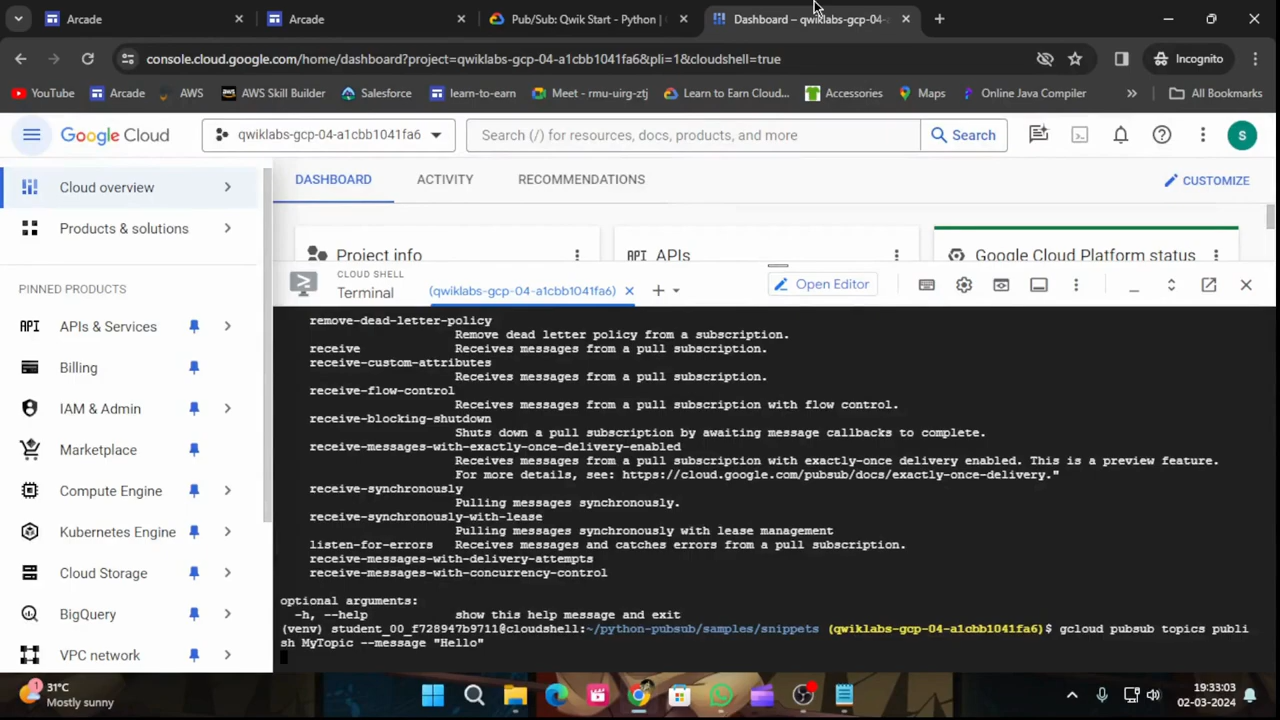 Arcade
Arcade
Pub/Sub: Qwik Start - Python |
Dashboard – qwiklabs-gcp-04-
console.cloud.google.com/home/dashboard?project=qwiklabs-gcp-04-a1cbb1041fa6&pli=1&cloudshell=true
Incognito
YouTube
Arcade
AWS
AWS Skill Builder
Salesforce
learn-to-earn
Meet - rmu-uirg-ztj
Learn to Earn Cloud...
Accessories
Maps
Online Java Compiler
All Bookmarks
Google Cloud
qwiklabs-gcp-04-a1cbb1041fa6
Search (/) for resources, docs, products, and more
Search
S
Cloud overview
Products & solutions
PINNED PRODUCTS
API APIs & Services
Billing
IAM & Admin
Marketplace
Compute Engine
Kubernetes Engine
Cloud Storage
BigQuery
VPC network
DASHBOARD
ACTIVITY
RECOMMENDATIONS
CUSTOMIZE
Project info
API APIs
Google Cloud Platform status
CLOUD SHELL
Terminal
(qwiklabs-gcp-04-a1cbb1041fa6)
Open Editor
remove-dead-letter-policy
Remove dead letter policy from a subscription.
receive Receives messages from a pull subscription.
receive-custom-attributes
Receives messages from a pull subscription.
receive-flow-control
Receives messages from a pull subscription with flow control.
receive-blocking-shutdown
Shuts down a pull subscription by awaiting message callbacks to complete.
receive-messages-with-exactly-once-delivery-enabled
Receives messages from a pull subscription with exactly-once delivery enabled. This is a preview feature.
For more details, see: https://cloud.google.com/pubsub/docs/exactly-once-delivery."
receive-synchronously
Pulling messages synchronously.
receive-synchronously-with-lease
Pulling messages synchronously with lease management
listen-for-errors Receives messages and catches errors from a pull subscription.
receive-messages-with-delivery-attempts
receive-messages-with-concurrency-control
optional arguments:
-h, --help show this help message and exit
(venv) student_00_f728947b9711@cloudshell:~/python-pubsub/samples/snippets (qwiklabs-gcp-04-a1cbb1041fa6)$ gcloud pubsub topics publi
sh MyTopic --message "Hello"
1
31°C
Mostly sunny
19:33:03
02-03-2024